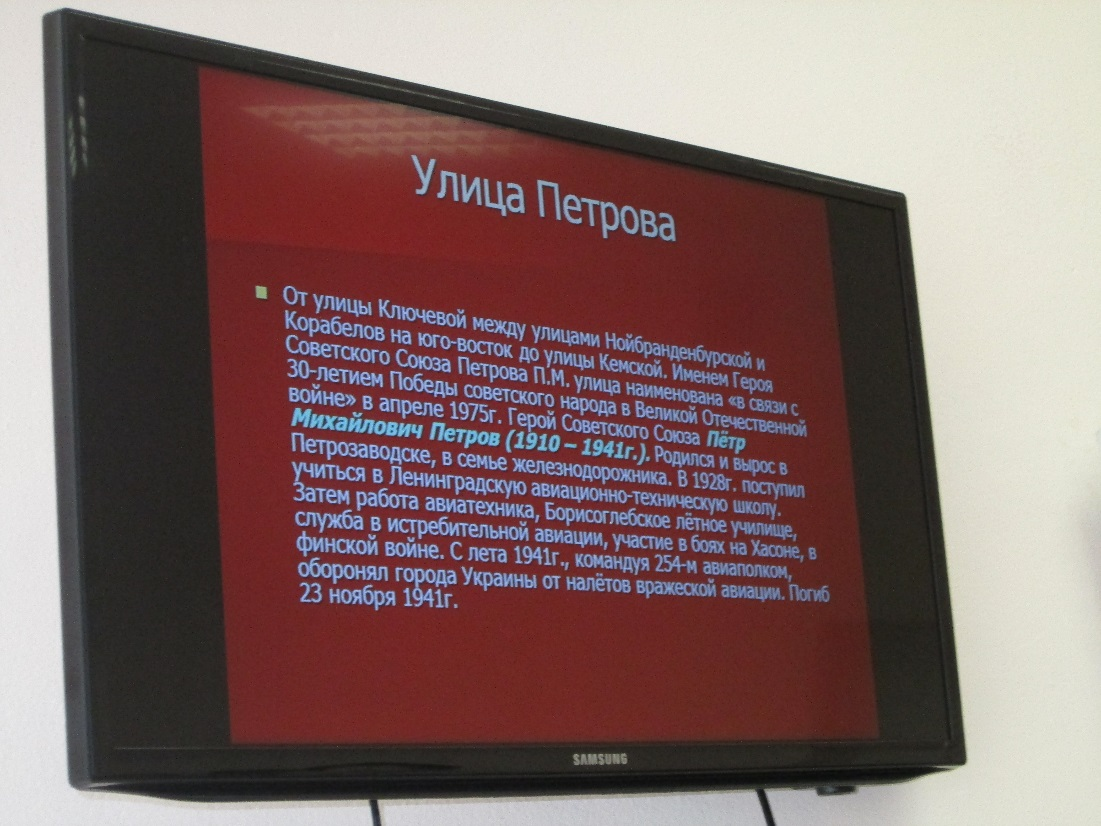 Улица Петрова
От улицы Ключевой между улицами Нойбранденбурской и
Корабелов на юго-восток до улицы Кемской. Именем Героя
Советского Союза Петрова П.М. улица наименована «в связи с
30-летием Победы советского народа в Великой Отечественной
войне» в апреле 1975г. Герой Советского Союза Пётр
Михайлович Петров (1910 – 1941г.). Родился и вырос в
Петрозаводске, в семье железнодорожника. В 1928г. поступил
учиться в Ленинградскую авиационно-техническую школу.
Затем работа авиатехника, Борисоглебское лётное училище,
служба в истребительной авиации, участие в боях на Хасоне, в
финской войне. С лета 1941г., командуя 254-м авиаполком,
оборонял города Украины от налётов вражеской авиации. Погиб
23 ноября 1941г.
SAMSUNG